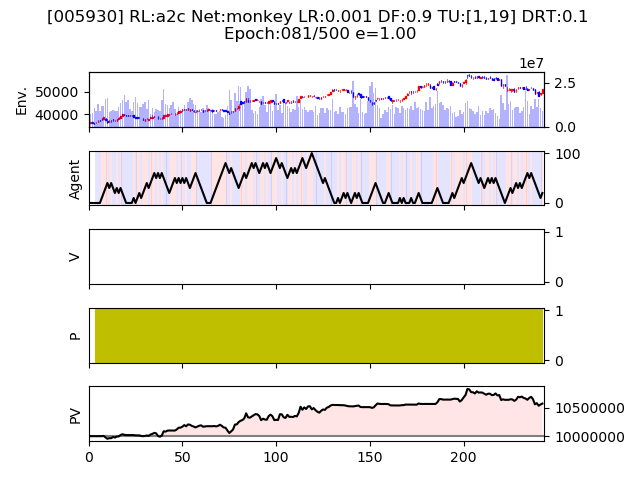 [005930] RL:a2c Net:monkey LR:0.001 DF:0.9 TU:[1,19] DRT:0.1
Epoch:081/500 e=1.00
1e7
Env.
50000
40000
2.5
0.0
Agent
100
0
V
1
0
P
1
0
PV
10500000
10000000
0 50 100 150 200